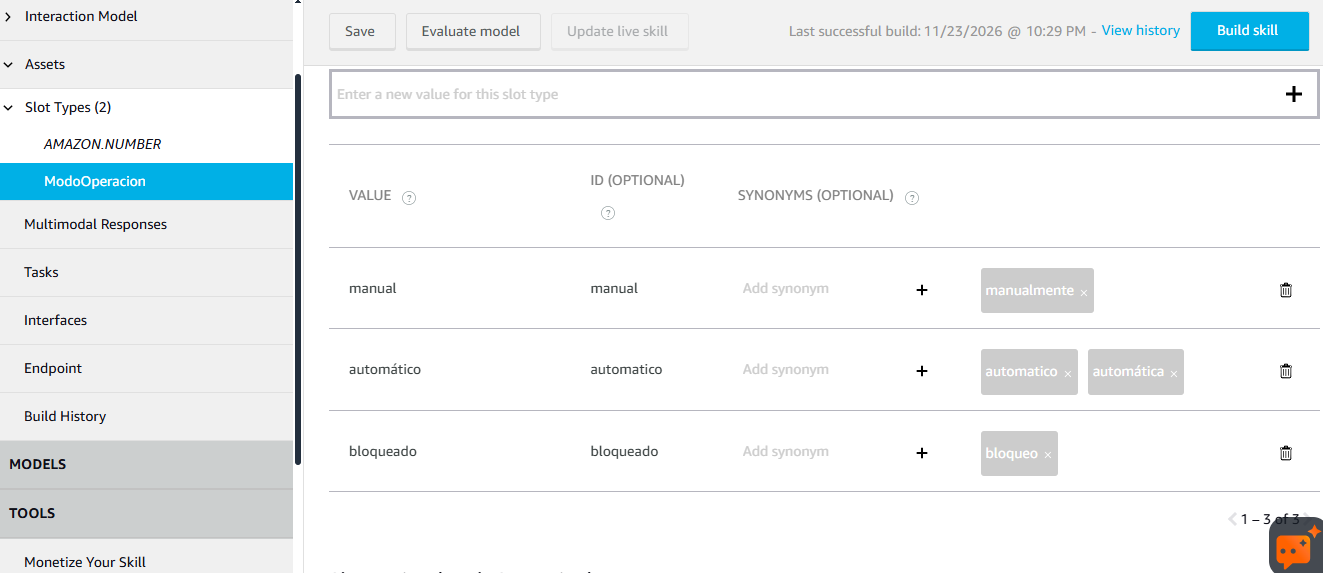 Interaction Model
Assets
Slot Types (2)
AMAZON.NUMBER
ModoOperacion
Multimodal Responses
Tasks
Interfaces
Endpoint
Build History
MODELS
TOOLS
Monetize Your Skill
Save
Evaluate model
Update live skill
Last successful build: 11/23/2026 @ 10:29 PM - View history
Build skill
Enter a new value for this slot type
VALUE
ID (OPTIONAL)
SYNONYMS (OPTIONAL)
manual manual Add synonym manualmente
automático automatico Add synonym automatico automática
bloqueado bloqueado Add synonym bloqueo
1 – 3 of 3